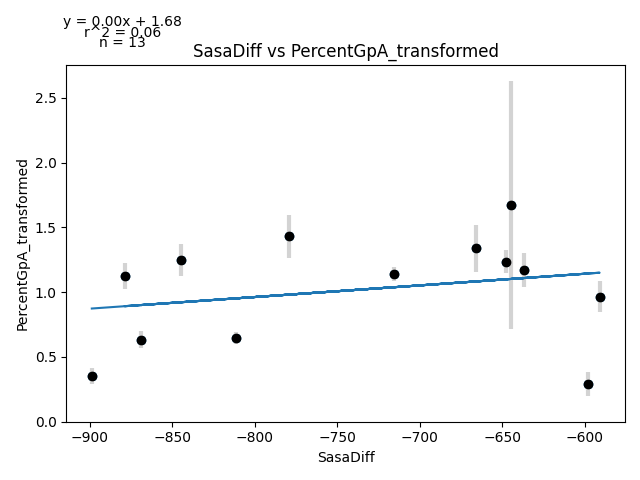 y = 0.00x + 1.68
r^2 = 0.06
n = 13
SasaDiff vs PercentGpA_transformed
PercentGpA_transformed
2.5
2.0
1.5
1.0
0.5
0.0
−900
−850
−800
−750
−700
−650
−600
SasaDiff